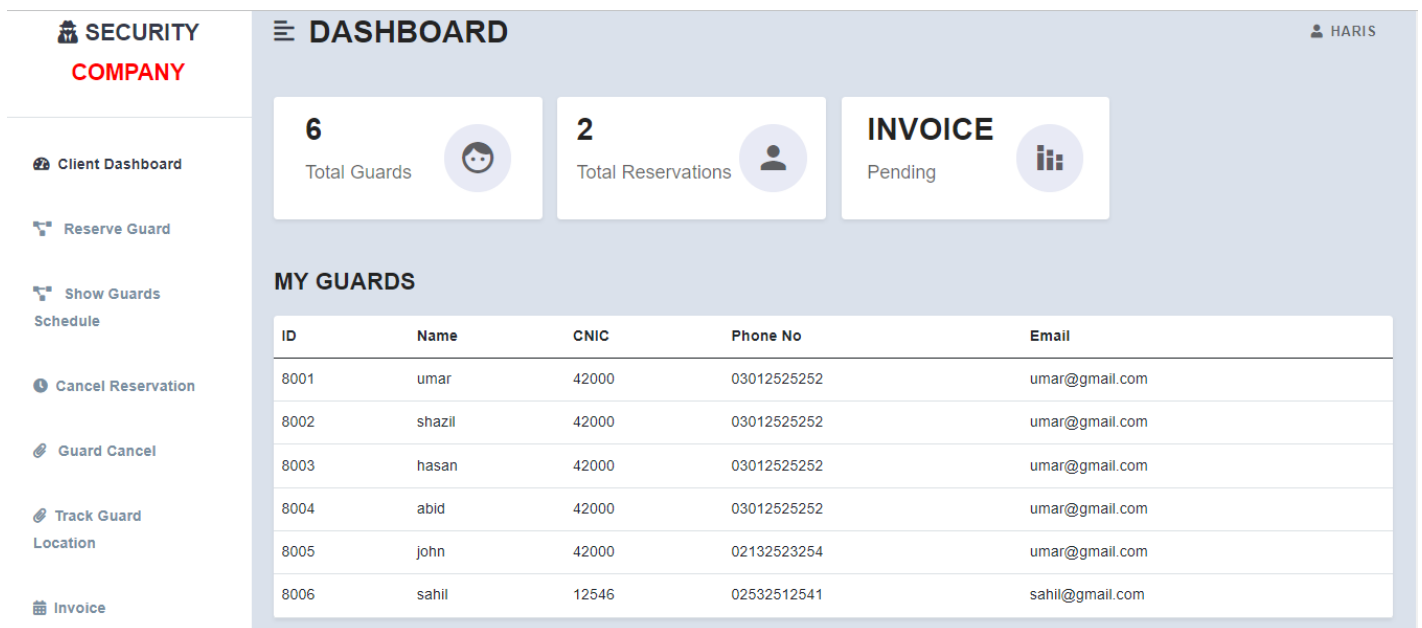 SECURITY
COMPANY
Client Dashboard
Reserve Guard
Show Guards
Schedule
Cancel Reservation
Guard Cancel
Track Guard
Location
Invoice
DASHBOARD
HARIS
6
Total Guards
2
Total Reservations
INVOICE
Pending
MY GUARDS
ID Name CNIC Phone No Email
8001 umar 42000 03012525252 umar@gmail.com
8002 shazil 42000 03012525252 umar@gmail.com
8003 hasan 42000 03012525252 umar@gmail.com
8004 abid 42000 03012525252 umar@gmail.com
8005 john 42000 02132523254 umar@gmail.com
8006 sahil 12546 02532512541 sahil@gmail.com